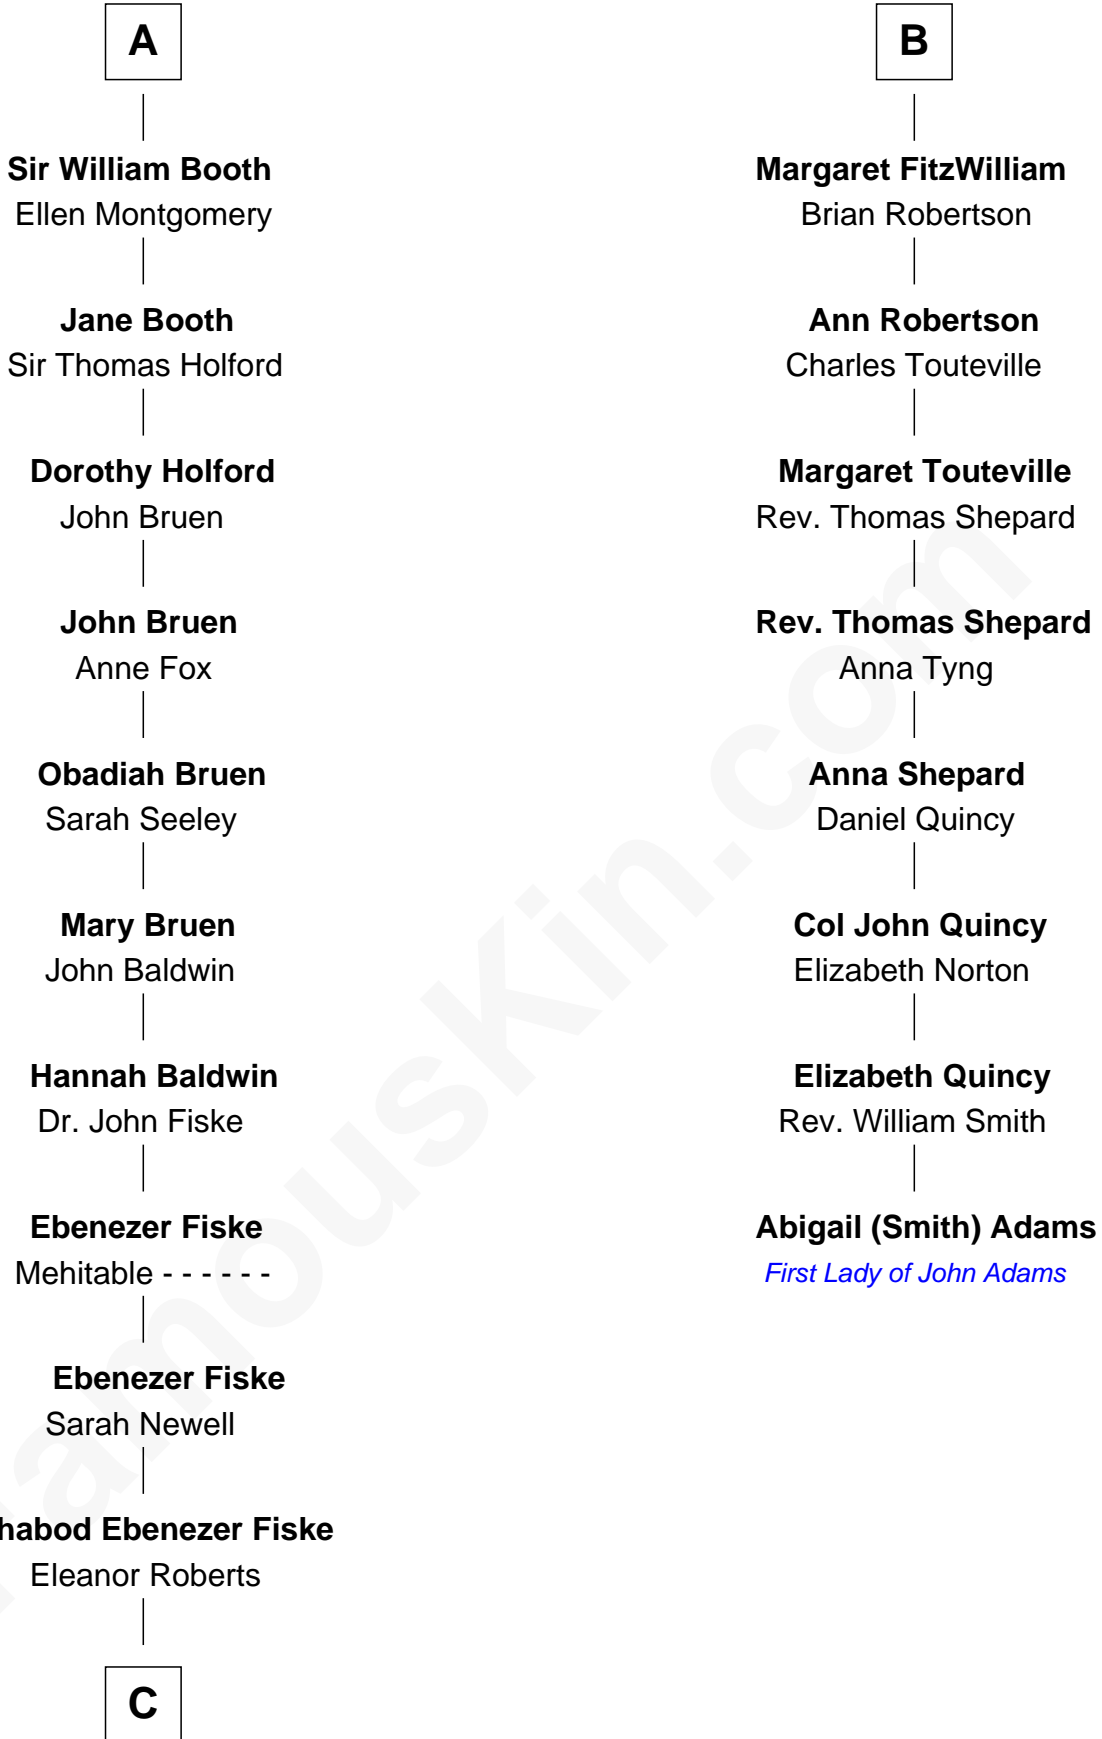 A
Sir William Booth
Ellen Montgomery
Jane Booth
Sir Thomas Holford
Dorothy Holford
John Bruen
John Bruen
Anne Fox
Obadiah Bruen
Sarah Seeley
Mary Bruen
John Baldwin
Hannah Baldwin
Dr. John Fiske
Ebenezer Fiske
Mehitable - - - - - -
Ebenezer Fiske
Sarah Newell
habod Ebenezer Fiske
Eleanor Roberts
C
B
Margaret FitzWilliam
Brian Robertson
Ann Robertson
Charles Touteville
Margaret Touteville
Rev. Thomas Shepard
Rev. Thomas Shepard
Anna Tyng
Anna Shepard
Daniel Quincy
Col John Quincy
Elizabeth Norton
Elizabeth Quincy
Rev. William Smith
Abigail (Smith) Adams
First Lady of John Adams
FamousKin.com